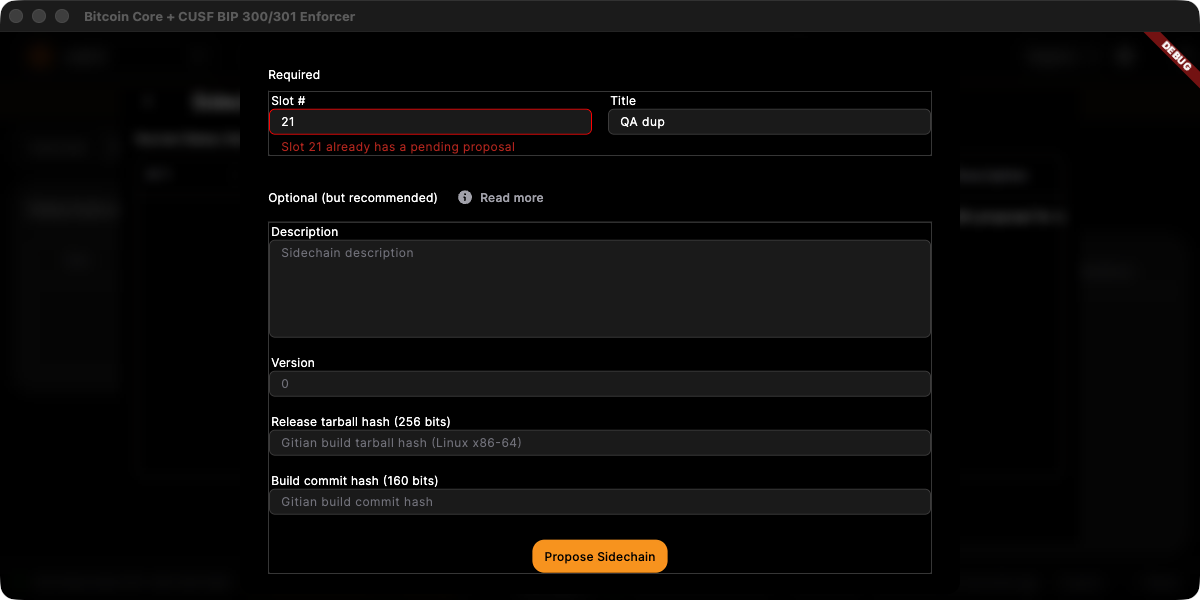 Bitcoin Core + CUSF BIP 300/301 Enforcer
DEBUG
Required
Slot #
Title
21
QA dup
Slot 21 already has a pending proposal
Optional (but recommended)
Read more
Description
Sidechain description
Version
0
Release tarball hash (256 bits)
Gitian build tarball hash (Linux x86-64)
Build commit hash (160 bits)
Gitian build commit hash
Propose Sidechain